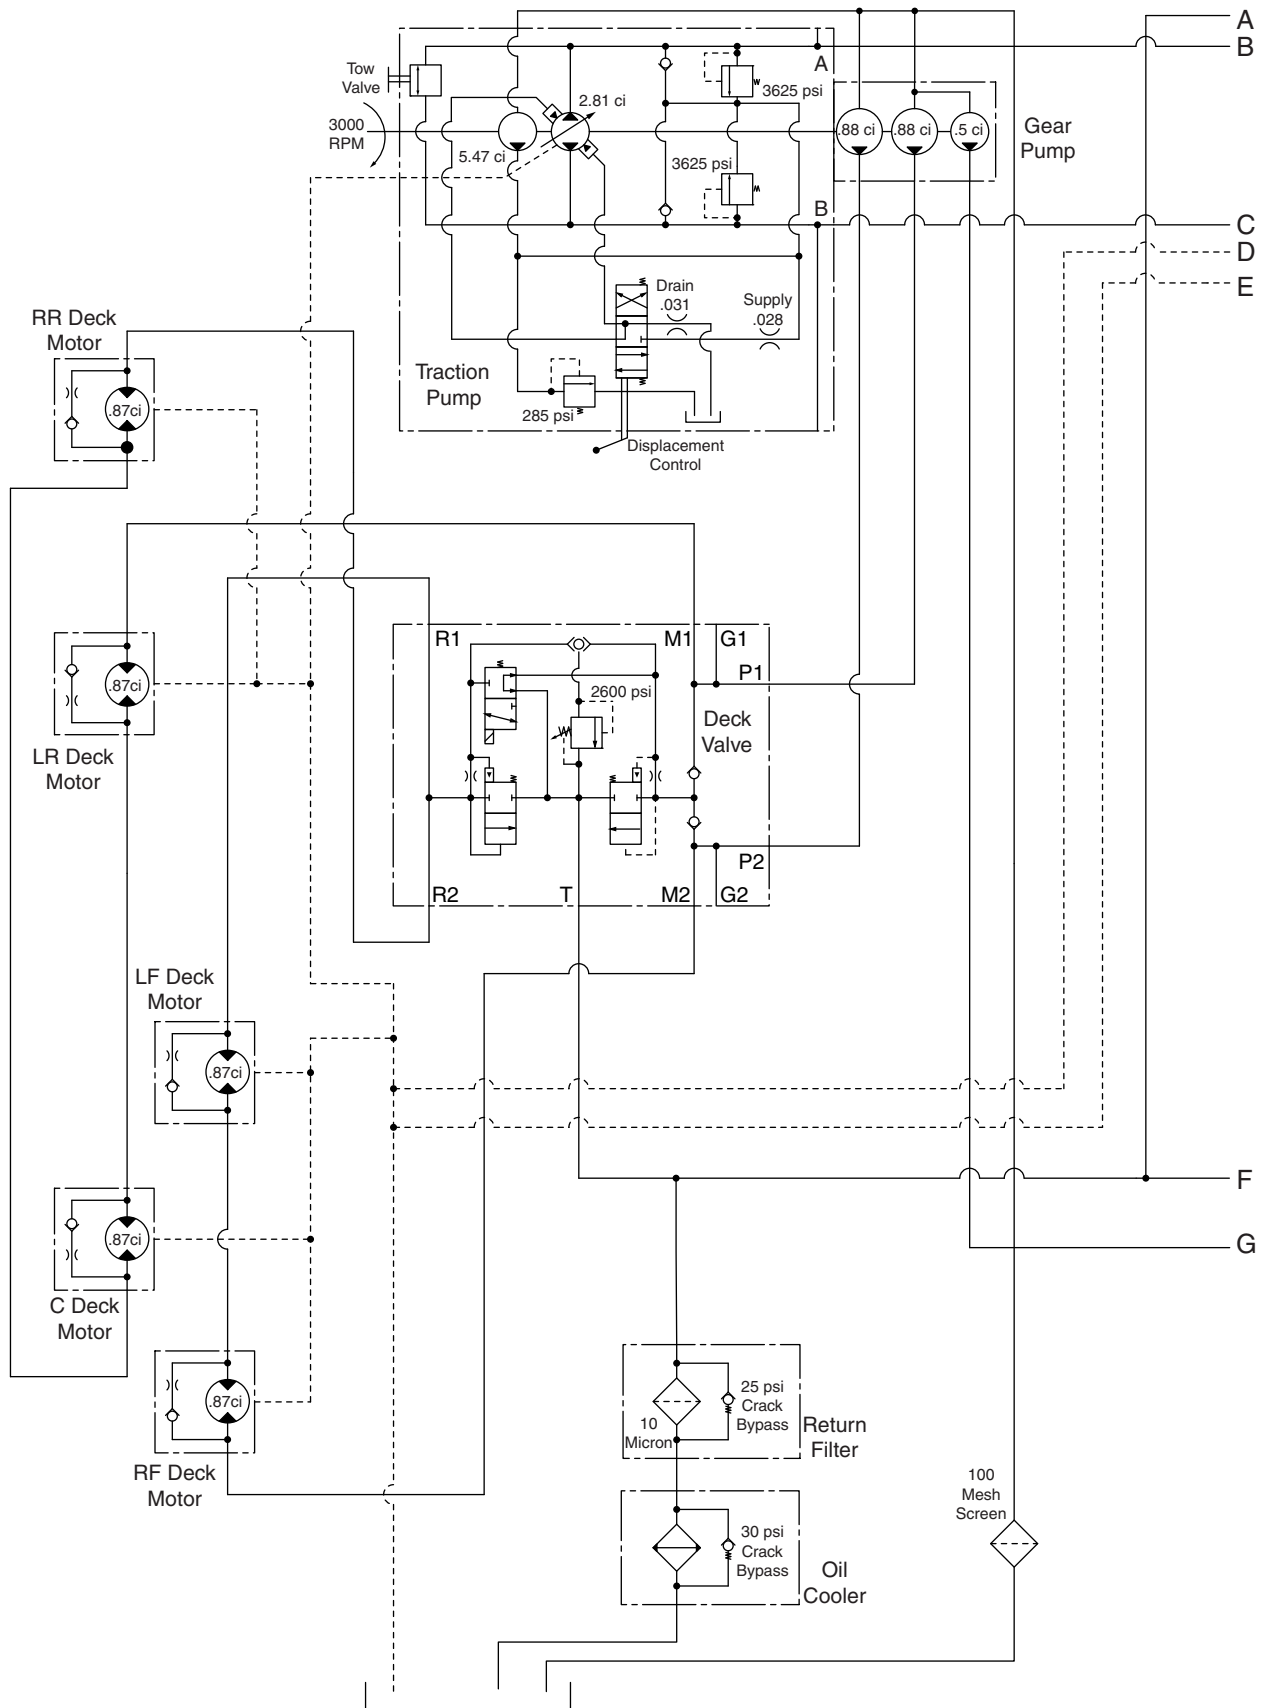 A
B
Tow
Valve
2.81 ci
A
3625 psi
3000
RPM
5.47 ci
.88 ci
.88 ci
.5 ci
Gear
Pump
3625 psi
B
C
D
E
Drain
.031
Supply
.028
RR Deck
Motor
.87ci
Traction
Pump
285 psi
Displacement
Control
R1
M1
G1
P1
2600 psi
Deck
Valve
.87ci
LR Deck
Motor
P2
R2
T
M2
G2
LF Deck
Motor
.87ci
F
.87ci
G
C Deck
Motor
.87ci
25 psi
Crack
Bypass
10
Micron
Return
Filter
RF Deck
Motor
100
Mesh
Screen
30 psi
Crack
Bypass
Oil
Cooler